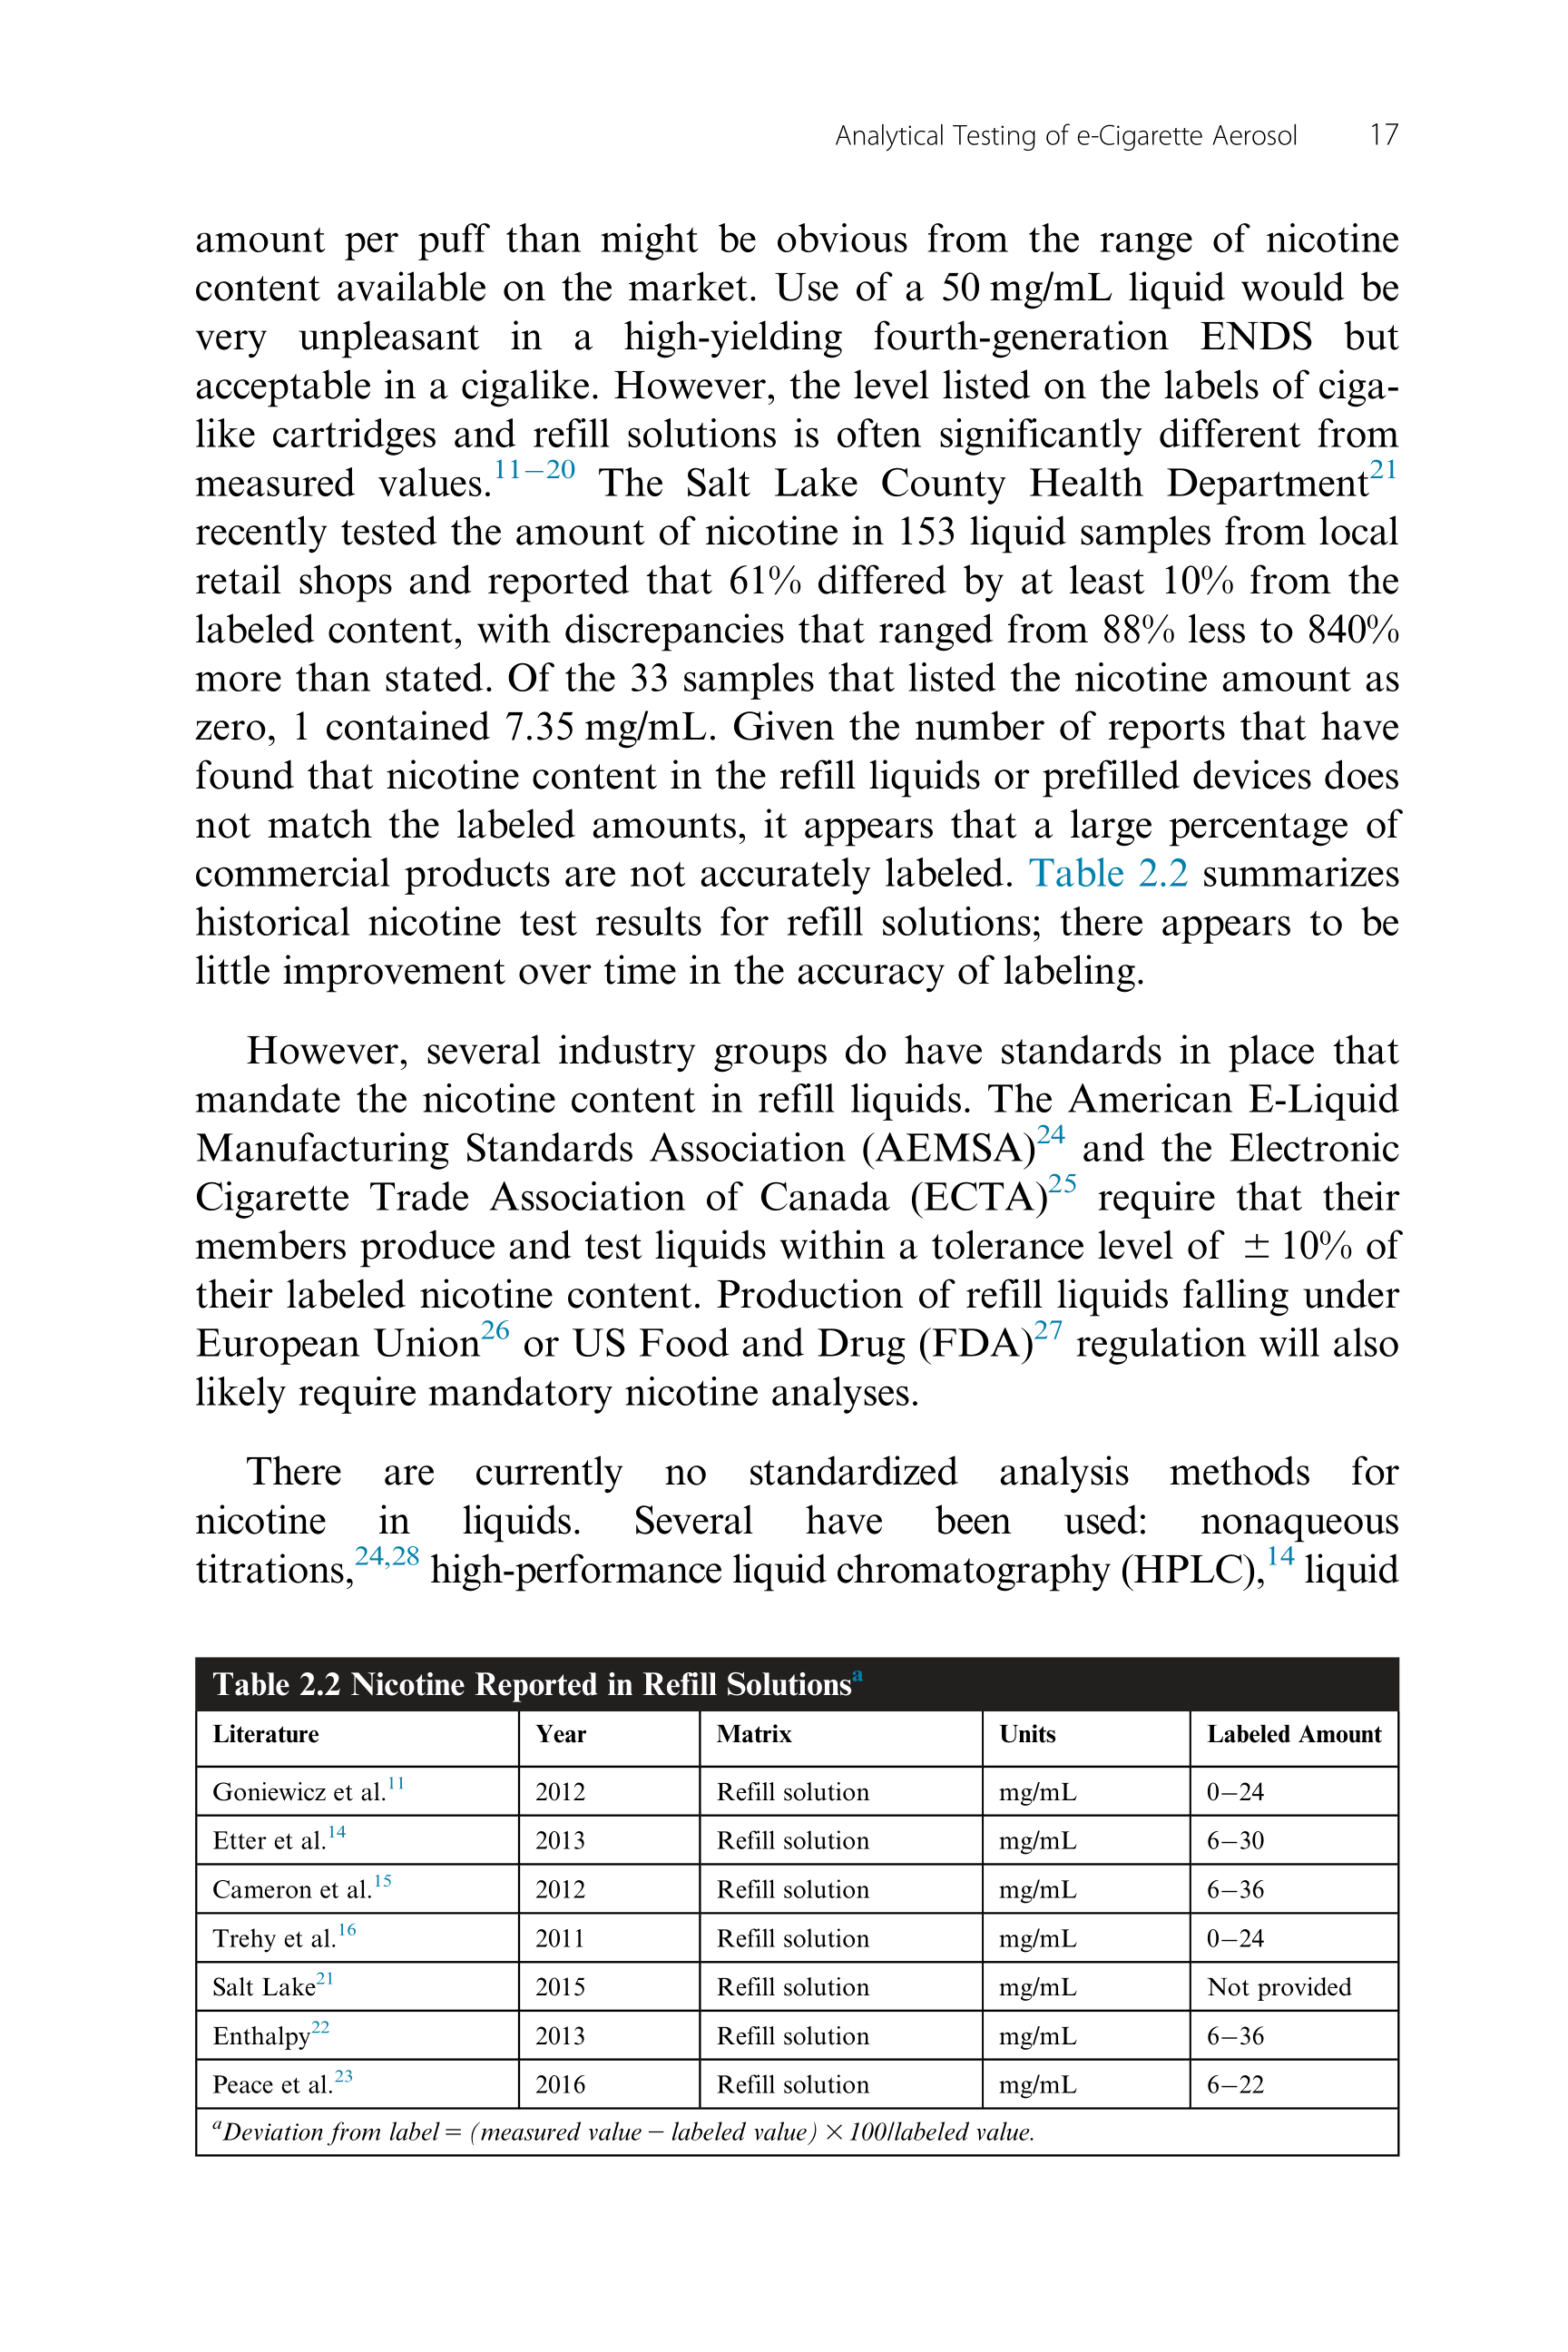 Analytical Testing of e-Cigarette Aerosol 17
amount per puff than might be obvious from the range of nicotine
content available on the market. Use of a 50 mg/mL liquid would be
very unpleasant in a high-yielding fourth-generation ENDS but
acceptable in a cigalike. However, the level listed on the labels of ciga-
like cartridges and refill solutions is often significantly different from
measured values.11–20 The Salt Lake County Health Department21
recently tested the amount of nicotine in 153 liquid samples from local
retail shops and reported that 61% differed by at least 10% from the
labeled content, with discrepancies that ranged from 88% less to 840%
more than stated. Of the 33 samples that listed the nicotine amount as
zero, 1 contained 7.35 mg/mL. Given the number of reports that have
found that nicotine content in the refill liquids or prefilled devices does
not match the labeled amounts, it appears that a large percentage of
commercial products are not accurately labeled. Table 2.2 summarizes
historical nicotine test results for refill solutions; there appears to be
little improvement over time in the accuracy of labeling.
However, several industry groups do have standards in place that
mandate the nicotine content in refill liquids. The American E-Liquid
Manufacturing Standards Association (AEMSA)24 and the Electronic
Cigarette Trade Association of Canada (ECTA)25 require that their
members produce and test liquids within a tolerance level of ± 10% of
their labeled nicotine content. Production of refill liquids falling under
European Union26 or US Food and Drug (FDA)27 regulation will also
likely require mandatory nicotine analyses.
There are currently no standardized analysis methods for
nicotine in liquids. Several have been used: nonaqueous
titrations,24,28 high-performance liquid chromatography (HPLC),14 liquid
Table 2.2 Nicotine Reported in Refill Solutionsa
Literature Year Matrix Units Labeled Amount
Goniewicz et al.11 2012 Refill solution mg/mL 0–24
Etter et al.14 2013 Refill solution mg/mL 6–30
Cameron et al.15 2012 Refill solution mg/mL 6–36
Trehy et al.16 2011 Refill solution mg/mL 0–24
Salt Lake21 2015 Refill solution mg/mL Not provided
Enthalpy22 2013 Refill solution mg/mL 6–36
Peace et al.23 2016 Refill solution mg/mL 6–22
aDeviation from label = (measured value − labeled value) × 100/labeled value.